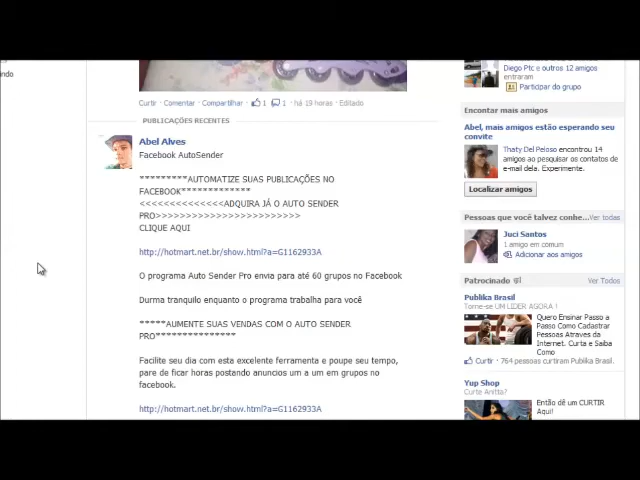 Curtir · Comentar · Compartilhar · 1 1 · há 19 horas · Editado
PUBLICAÇÕES RECENTES
Abel Alves
Facebook AutoSender
*********AUTOMATIZE SUAS PUBLICAÇÕES NO
FACEBOOK*************
<<<<<<<<<<<<<<ADQUIRA JÁ O AUTO SENDER
PRO>>>>>>>>>>>>>>>>>>>>>>>>
CLIQUE AQUI
http://hotmart.net.br/show.html?a=G1162933A
O programa Auto Sender Pro envia para até 60 grupos no Facebook
Durma tranquilo enquanto o programa trabalha para você
*****AUMENTE SUAS VENDAS COM O AUTO SENDER
PRO***************
Facilite seu dia com esta excelente ferramenta e poupe seu tempo,
pare de ficar horas postando anuncios um a um em grupos no
facebook.
http://hotmart.net.br/show.html?a=G1162933A
Diego Ptc e outros 12 amigos
entraram
Participar do grupo
Encontar mais amigos
Abel, mais amigos estão esperando seu
convite
Thaty Del Peloso encontrou 14
amigos ao pesquisar os contatos de
e-mail dela. Experimente.
Localizar amigos
Pessoas que você talvez conhe... Ver todas
Juci Santos
1 amigo em comum
Adicionar aos amigos
Patrocinado Ver Todos
Publika Brasil
Torne-se UM LIDER AGORA !
Quero Ensinar Passo a
Passo Como Cadastrar
Pessoas Atraves da
Internet. Curta e Saiba
Como
Curtir · 764 pessoas curtiram Publika Brasil.
Yup Shop
Curte Anitta?
Então dê um CURTIR
Aqui!